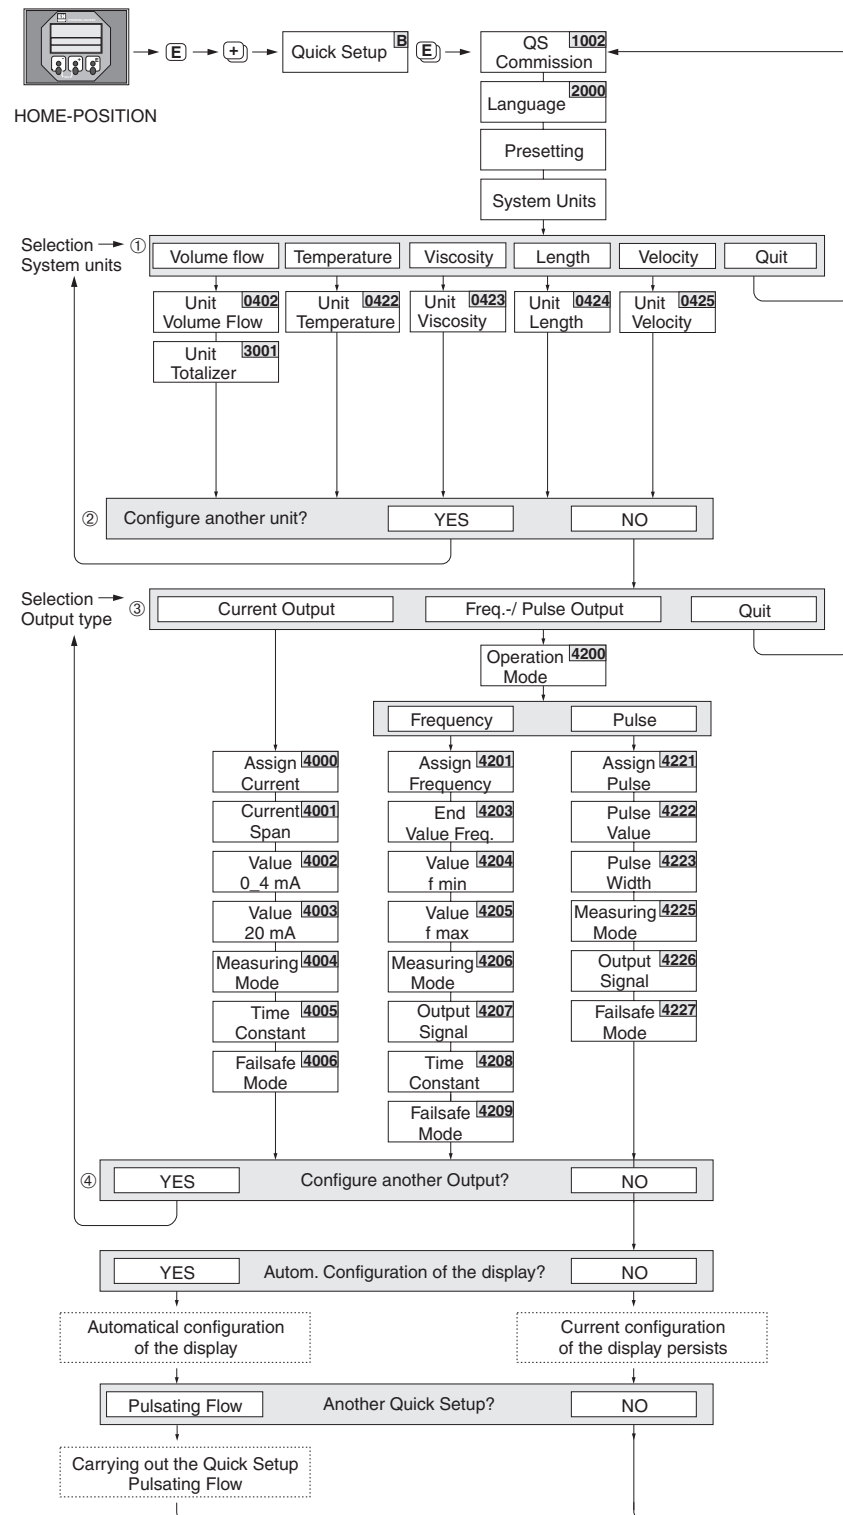 E + Quick Setup B E QS 1002
Commission
HOME-POSITION
Language 2000
Presetting
System Units
Selection
System units
① Volume flow Temperature Viscosity Length Velocity Quit
Unit 0402
Volume Flow
Unit 0422
Temperature
Unit 0423
Viscosity
Unit 0424
Length
Unit 0425
Velocity
Unit 3001
Totalizer
② Configure another unit? YES NO
Selection
Output type
③ Current Output Freq.-/ Pulse Output Quit
Operation 4200
Mode
Frequency Pulse
Assign 4000
Current
Current 4001
Span
Value 4002
0_4 mA
Value 4003
20 mA
Measuring 4004
Mode
Time 4005
Constant
Failsafe 4006
Mode
Assign 4201
Frequency
End 4203
Value Freq.
Value 4204
f min
Value 4205
f max
Measuring 4206
Mode
Output 4207
Signal
Time 4208
Constant
Failsafe 4209
Mode
Assign 4221
Pulse
Pulse 4222
Value
Pulse 4223
Width
Measuring 4225
Mode
Output 4226
Signal
Failsafe 4227
Mode
④ YES Configure another Output? NO
YES Autom. Configuration of the display? NO
Automatical configuration
of the display
Current configuration
of the display persists
Pulsating Flow Another Quick Setup? NO
Carrying out the Quick Setup
Pulsating Flow